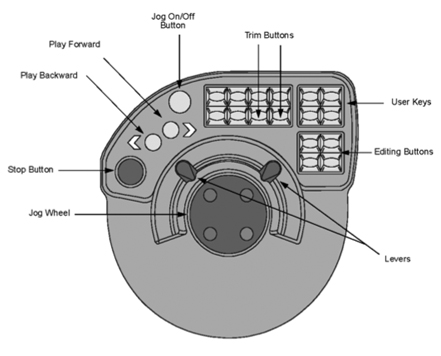 Jog On/Off
Button
Trim Buttons
Play Forward
Play Backward
User Keys
Editing Buttons
Stop Button
Jog Wheel
Levers